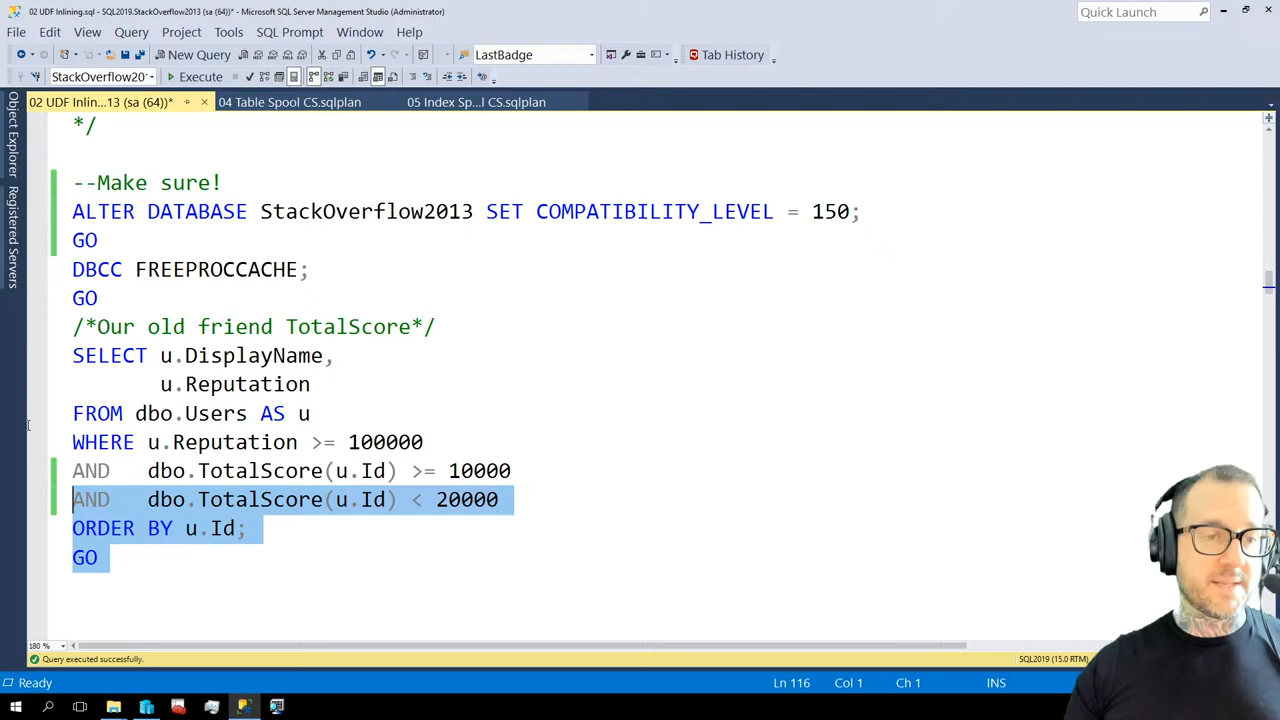 02 UDF Inlining.sql - SQL2019.StackOverflow2013 (sa (64))* - Microsoft SQL Server Management Studio (Administrator)
Quick Launch
File Edit View Query Project Tools SQL Prompt Window Help
New Query
LastBadge
Tab History
StackOverflow20
Execute
02 UDF Inlin...13 (sa (64))*
04 Table Spool CS.sqlplan
05 Index Sp...l CS.sqlplan
Object Explorer
Registered Servers
*/
--Make sure!
ALTER DATABASE StackOverflow2013 SET COMPATIBILITY_LEVEL = 150;
GO
DBCC FREEPROCCACHE;
GO
/*Our old friend TotalScore*/
SELECT u.DisplayName,
u.Reputation
FROM dbo.Users AS u
WHERE u.Reputation >= 100000
AND dbo.TotalScore(u.Id) >= 10000
AND dbo.TotalScore(u.Id) < 20000
ORDER BY u.Id;
GO
180 %
Query executed successfully.
SQL2019 (15.0 RTM)
Ready
Ln 116
Col 1
Ch 1
INS